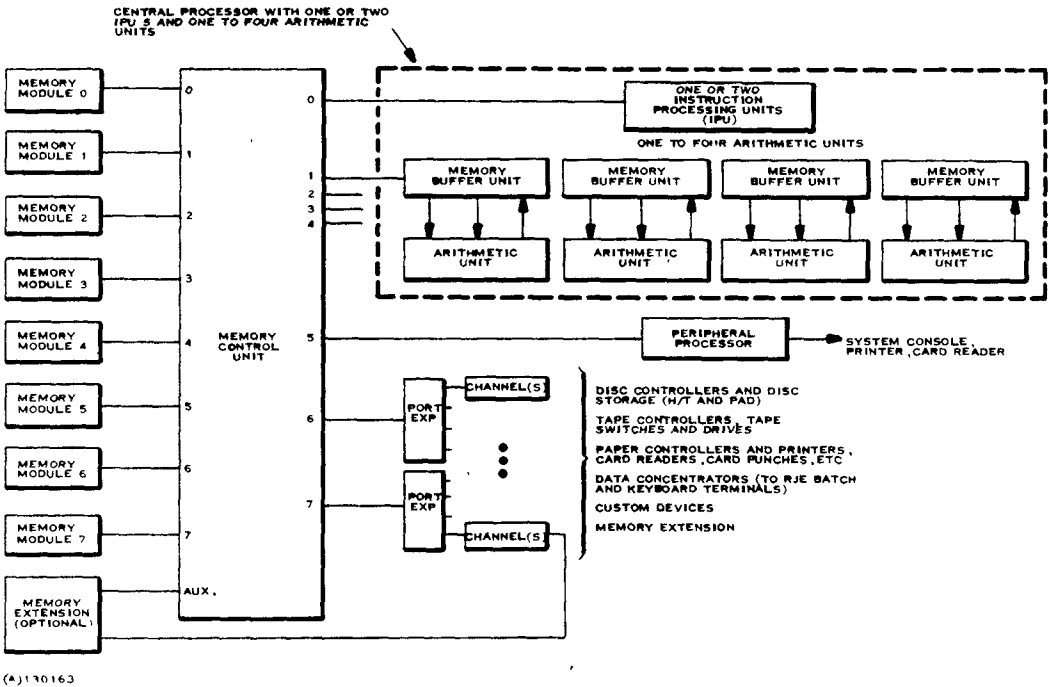 CENTRAL PROCESSOR WITH ONE OR TWO
IPU S AND ONE TO FOUR ARITHMETIC
UNITS
MEMORY
MODULE 0
MEMORY
MODULE 1
MEMORY
MODULE 2
MEMORY
MODULE 3
MEMORY
MODULE 4
MEMORY
MODULE 5
MEMORY
MODULE 6
MEMORY
MODULE 7
MEMORY
EXTENSION
(OPTIONAL)
0
1
2
3
4
5
6
7
AUX.
MEMORY
CONTROL
UNIT
0
1
2
3
4
5
6
7
ONE OR TWO
INSTRUCTION
PROCESSING UNITS
(IPU)
ONE TO FOUR ARITHMETIC UNITS
MEMORY
BUFFER UNIT
MEMORY
BUFFER UNIT
MEMORY
BUFFER UNIT
MEMORY
BUFFER UNIT
ARITHMETIC
UNIT
ARITHMETIC
UNIT
ARITHMETIC
UNIT
ARITHMETIC
UNIT
PERIPHERAL
PROCESSOR
SYSTEM CONSOLE,
PRINTER, CARD READER
PORT
EXP
CHANNEL(S)
PORT
EXP
CHANNEL(S)
DISC CONTROLLERS AND DISC
STORAGE (H/T AND PAD)
TAPE CONTROLLERS, TAPE
SWITCHES AND DRIVES
PAPER CONTROLLERS AND PRINTERS,
CARD READERS, CARD PUNCHES, ETC
DATA CONCENTRATORS (TO RJE BATCH
AND KEYBOARD TERMINALS)
CUSTOM DEVICES
MEMORY EXTENSION
(A)130163